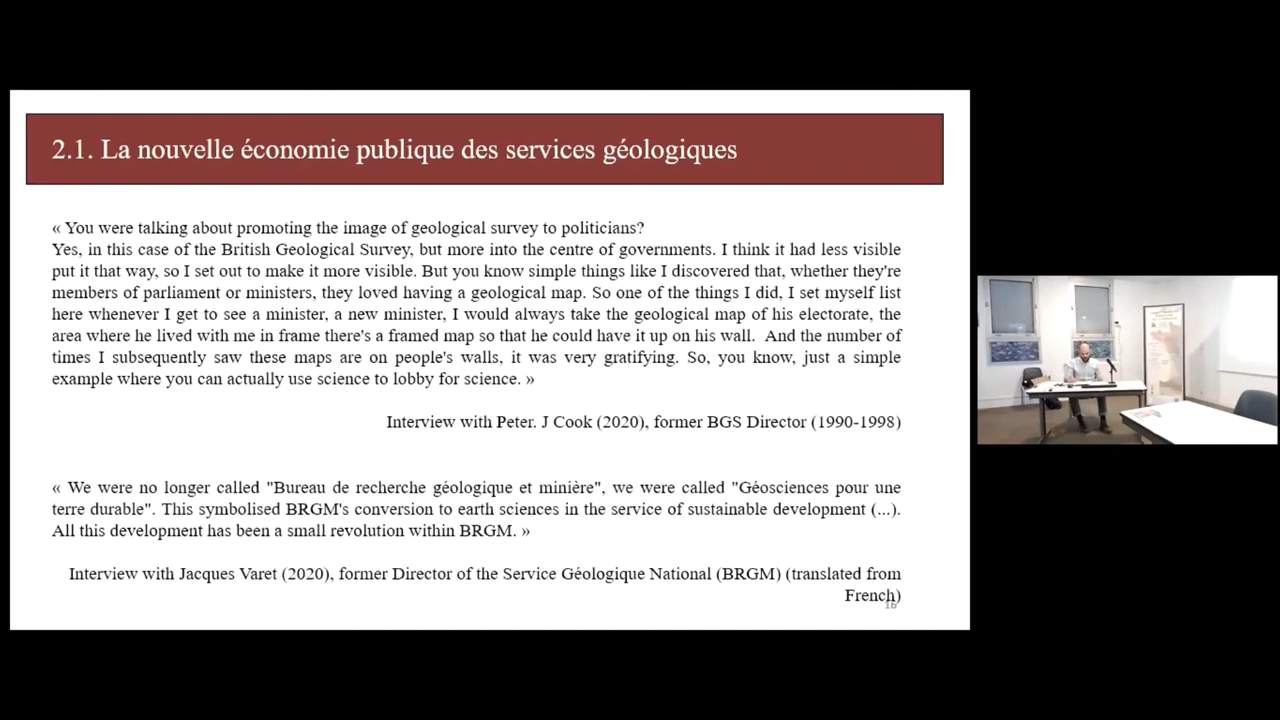 2.1. La nouvelle économie publique des services géologiques
« You were talking about promoting the image of geological survey to politicians?
Yes, in this case of the British Geological Survey, but more into the centre of governments. I think it had less visible
put it that way, so I set out to make it more visible. But you know simple things like I discovered that, whether they're
members of parliament or ministers, they loved having a geological map. So one of the things I did, I set myself list
here whenever I get to see a minister, a new minister, I would always take the geological map of his electorate, the
area where he lived with me in frame there's a framed map so that he could have it up on his wall. And the number of
times I subsequently saw these maps are on people's walls, it was very gratifying. So, you know, just a simple
example where you can actually use science to lobby for science. »
Interview with Peter. J Cook (2020), former BGS Director (1990-1998)
« We were no longer called "Bureau de recherche géologique et minière", we were called "Géosciences pour une
terre durable". This symbolised BRGM's conversion to earth sciences in the service of sustainable development (...).
All this development has been a small revolution within BRGM. »
Interview with Jacques Varet (2020), former Director of the Service Géologique National (BRGM) (translated from
French)
16